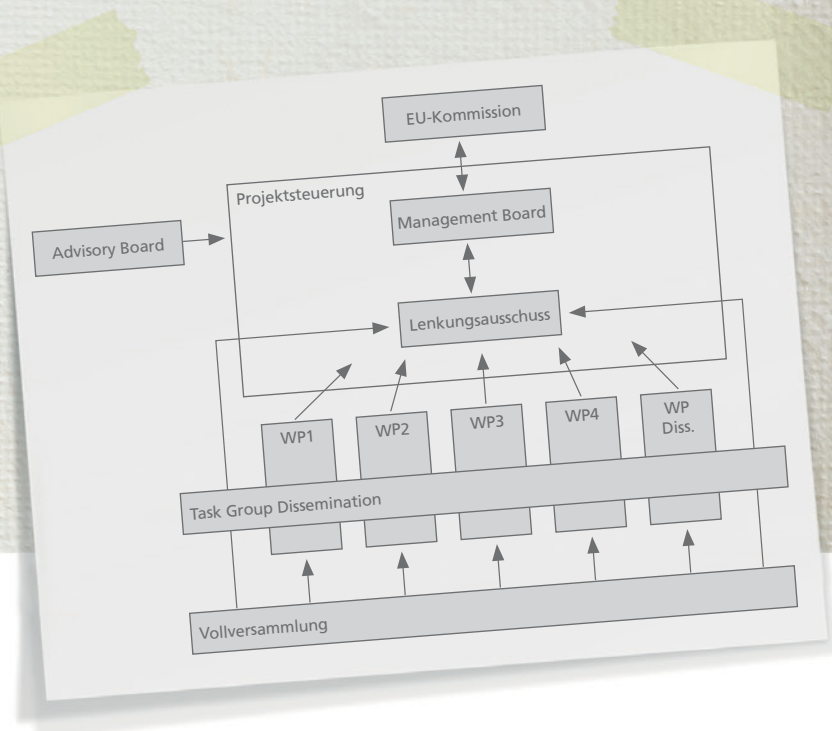 EU-Kommission
Projektsteuerung
Management Board
Advisory Board
Lenkungsausschuss
WP1
WP2
WP3
WP4
WP
Diss.
Task Group Dissemination
Vollversammlung